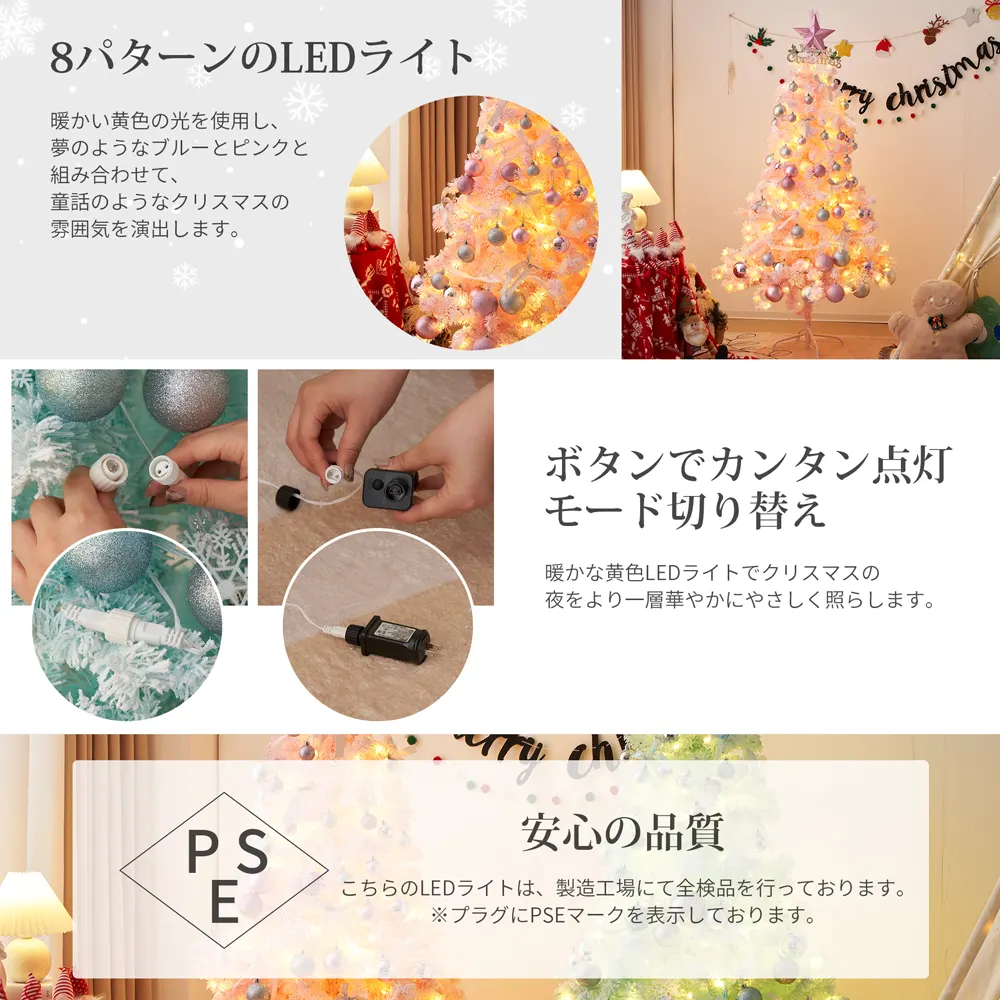 8パターンのLEDライト
暖かい黄色の光を使用し、
夢のようなブルーとピンクと
組み合わせて、
童話のようなクリスマスの
雰囲気を演出します。
Christmas
merry christmas
ボタンでカンタン点灯
モード切り替え
暖かな黄色LEDライトでクリスマスの
夜をより一層華やかにやさしく照らします。
P S
E
安心の品質
こちらのLEDライトは、製造工場にて全検品を行っております。
※プラグにPSEマークを表示しております。